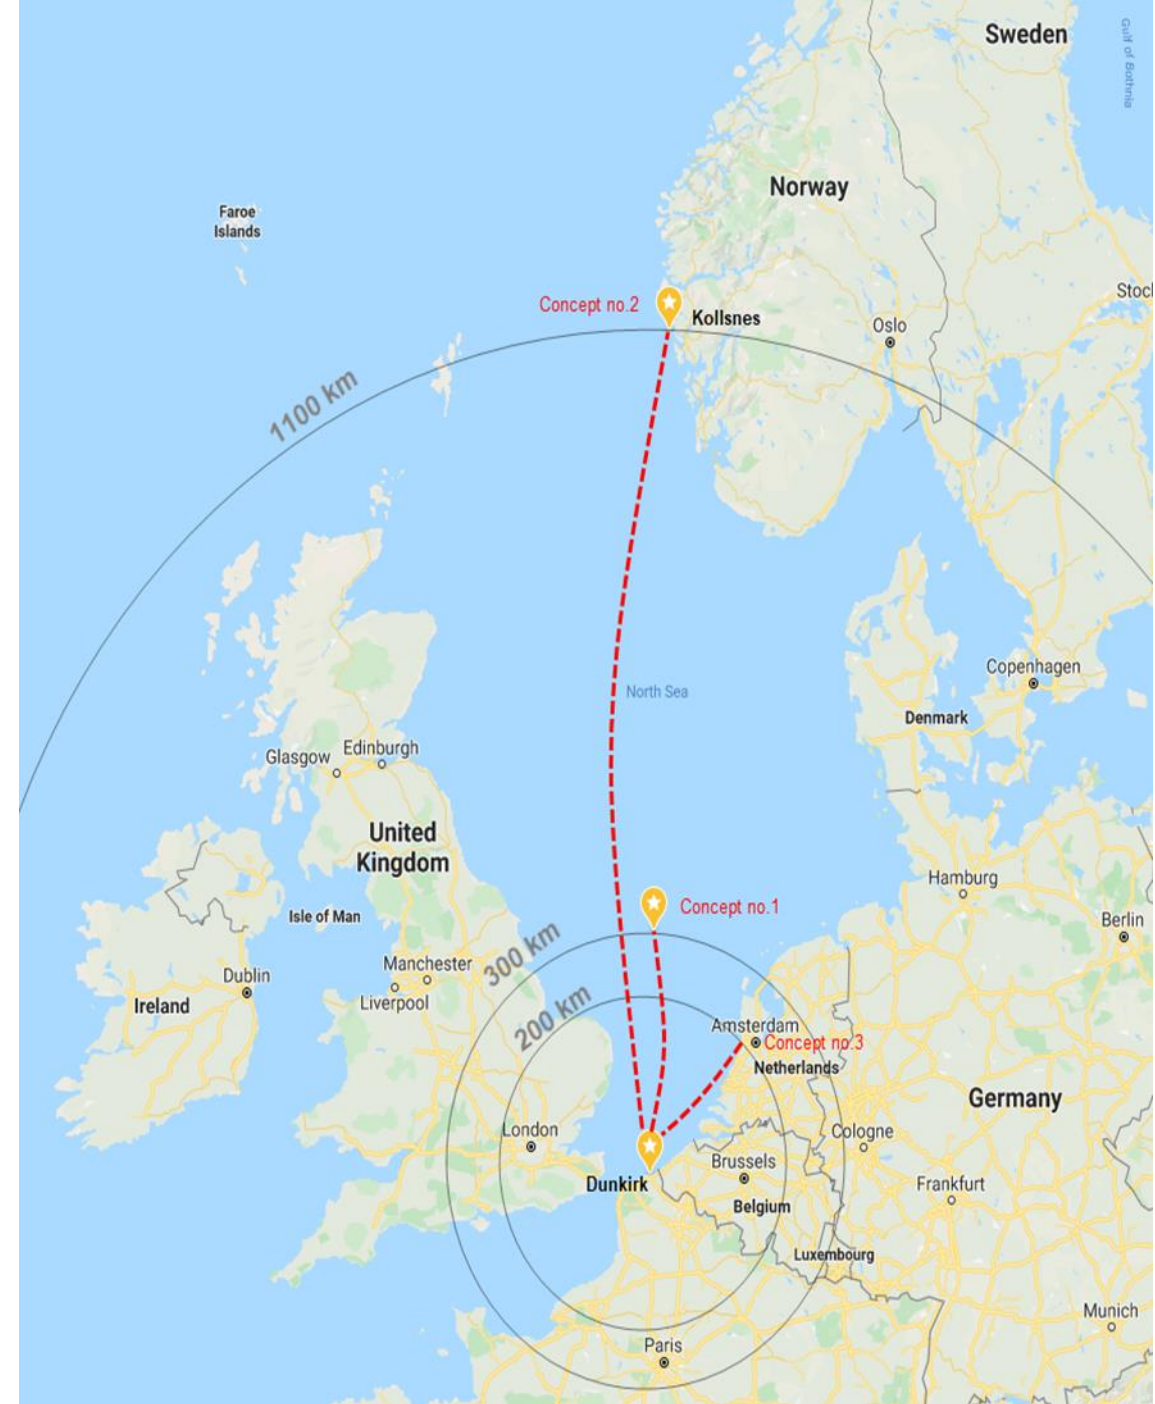 Sweden
Gulf of Bothnia
Norway
Faroe
Islands
Stoc
Concept no.2
Kollsnes
Oslo
1100 km
Copenhagen
North Sea
Denmark
Glasgow
Edinburgh
United
Kingdom
Hamburg
Isle of Man
Concept no.1
Berlin
300 km
Manchester
Dublin
Liverpool
Ireland
200 km
Amsterdam
Concept no.3
Netherlands
Germany
London
Cologne
Brussels
Dunkirk
Frankfurt
Belgium
Luxembourg
Munich
Paris